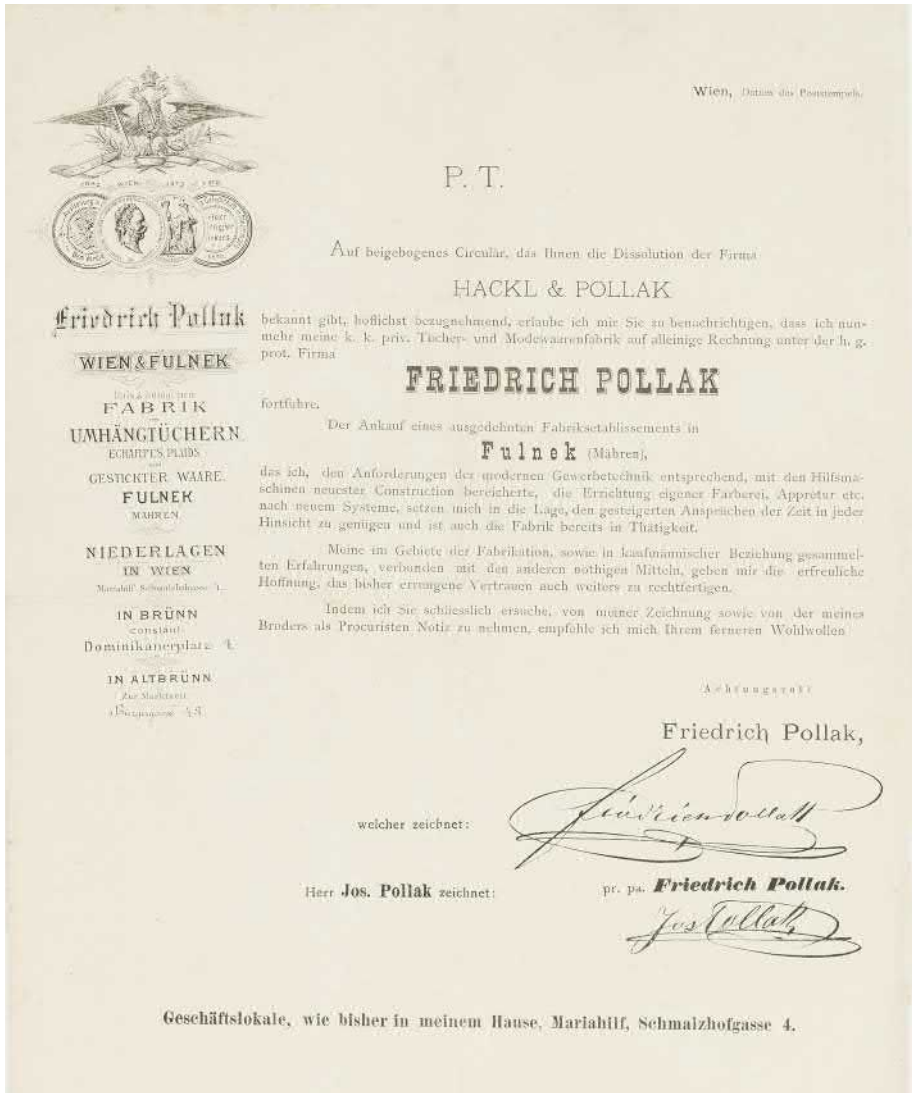 Wien, Datum des Poststempels.
P. T.
Auf beigebogenes Circulär, das Ihnen die Dissolution der Firma
HACKL & POLLAK
bekannt gibt, höflichst bezugnehmend, erlaube ich mir Sie zu benachrichtigen, dass ich nun-
mehr meine k. k. priv. Tücher- und Modewaarenfabrik auf alleinige Rechnung unter der h. g.
prot. Firma
FRIEDRICH POLLAK
fortführe.
Der Ankauf eines ausgedehnten Fabriksetablissements in
Fulnek (Mähren),
das ich, den Anforderungen der modernen Gewerbetechnik entsprechend, mit den Hilfsma-
schinen neuester Construction bereicherte, die Errichtung eigener Färberei, Appretur etc.
nach neuem Systeme, setzen mich in die Lage, den gesteigerten Ansprüchen der Zeit in jeder
Hinsicht zu genügen und ist auch die Fabrik bereits in Thätigkeit.
Meine im Gebiete der Fabrikation, sowie in kaufmännischer Beziehung gesammel-
ten Erfahrungen, verbunden mit den anderen nöthigen Mitteln, geben mir die erfreuliche
Hoffnung, das bisher errungene Vertrauen auch weiters zu rechtfertigen.
Indem ich Sie schliesslich ersuche, von meiner Zeichnung sowie von der meines
Bruders als Procuristen Notiz zu nehmen, empfehle ich mich Ihrem ferneren Wohlwollen
Achtungsvoll
Friedrich Pollak,
welcher zeichnet:
Friedrich Pollak
Herr Jos. Pollak zeichnet:
pr. pa. Friedrich Pollak.
Jos Pollak
Geschäftslokale, wie bisher in meinem Hause, Mariahilf, Schmalzhofgasse 4.
Friedrich Pollak
WIEN & FULNEK
FABRIK
UMHÄNGTÜCHERN
ECHARPES, PLAIDS
GESTICKTER WAARE.
FULNEK
MÄHREN.
NIEDERLAGEN
IN WIEN
Mariahilf Schmalzhofgasse 4.
IN BRÜNN
constant
Dominikanerplatz 4.
IN ALTBRÜNN
Zur Marktzeit